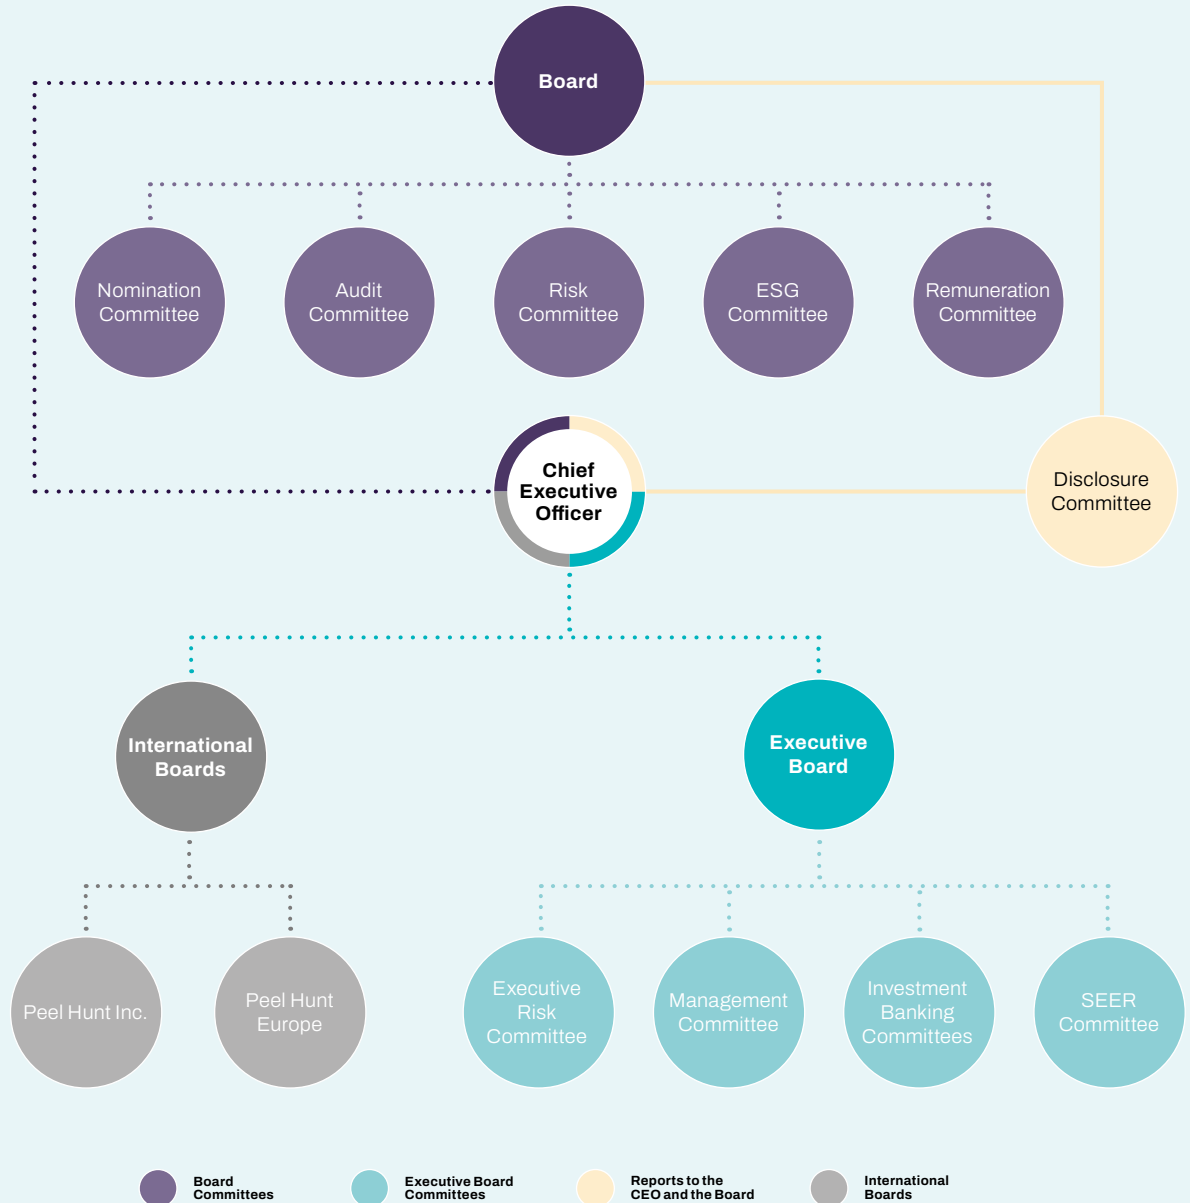 Board
Nomination
Committee
Audit
Committee
Risk
Committee
ESG
Committee
Remuneration
Committee
Chief
Executive
Officer
Disclosure
Committee
International
Boards
Executive
Board
Peel Hunt Inc.
Peel Hunt
Europe
Executive
Risk
Committee
Management
Committee
Investment
Banking
Committees
SEER
Committee
Board
Committees
Executive Board
Committees
Reports to the
CEO and the Board
International
Boards